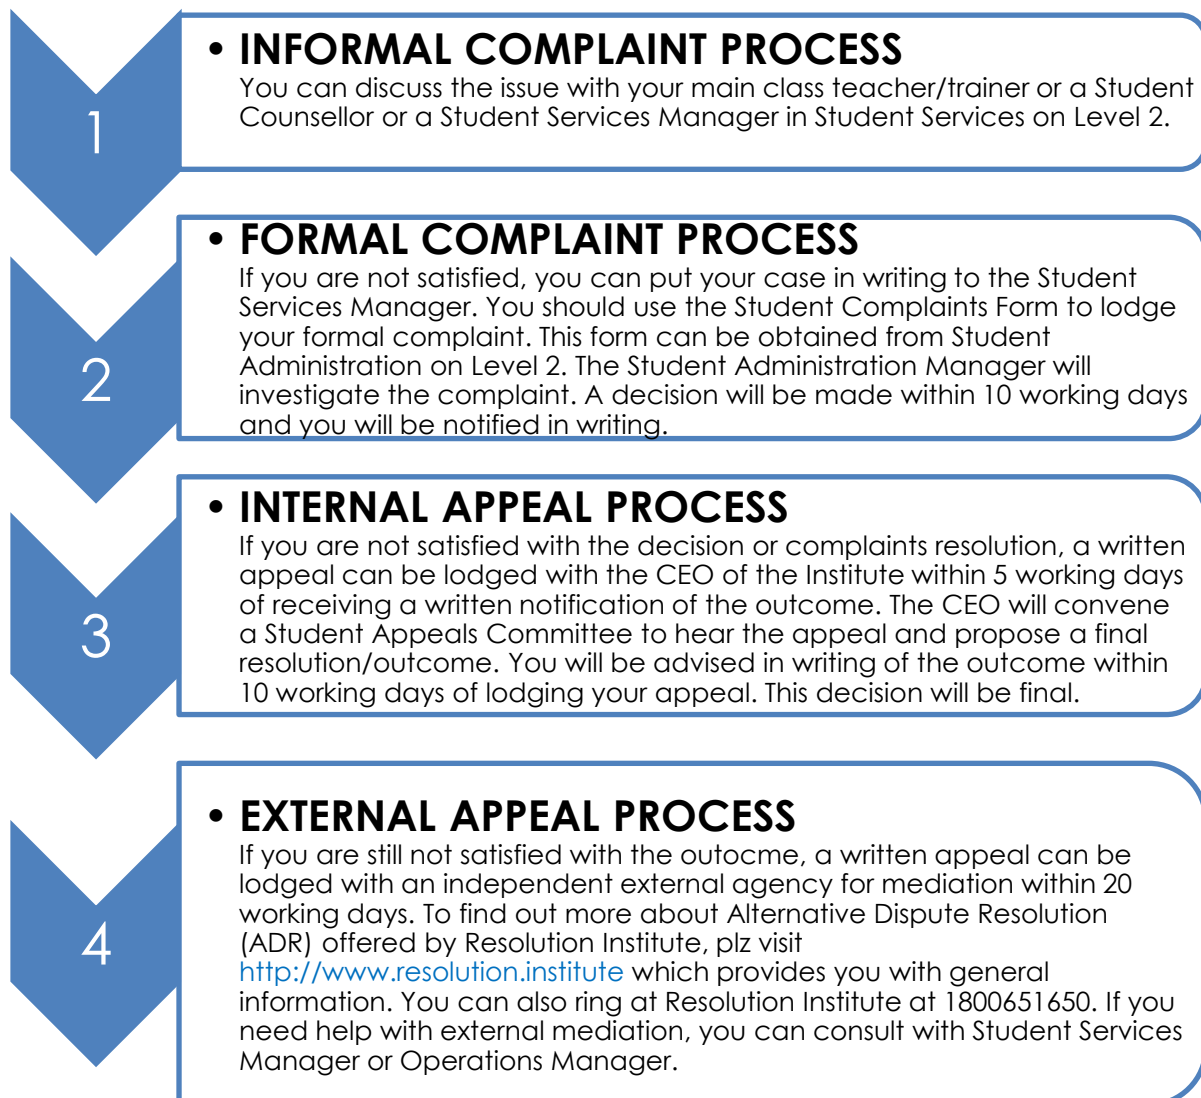 1
• INFORMAL COMPLAINT PROCESS
You can discuss the issue with your main class teacher/trainer or a Student
Counsellor or a Student Services Manager in Student Services on Level 2.
2
• FORMAL COMPLAINT PROCESS
If you are not satisfied, you can put your case in writing to the Student
Services Manager. You should use the Student Complaints Form to lodge
your formal complaint. This form can be obtained from Student
Administration on Level 2. The Student Administration Manager will
investigate the complaint. A decision will be made within 10 working days
and you will be notified in writing.
3
• INTERNAL APPEAL PROCESS
If you are not satisfied with the decision or complaints resolution, a written
appeal can be lodged with the CEO of the Institute within 5 working days
of receiving a written notification of the outcome. The CEO will convene
a Student Appeals Committee to hear the appeal and propose a final
resolution/outcome. You will be advised in writing of the outcome within
10 working days of lodging your appeal. This decision will be final.
4
• EXTERNAL APPEAL PROCESS
If you are still not satisfied with the outocme, a written appeal can be
lodged with an independent external agency for mediation within 20
working days. To find out more about Alternative Dispute Resolution
(ADR) offered by Resolution Institute, plz visit
http://www.resolution.institute which provides you with general
information. You can also ring at Resolution Institute at 1800651650. If you
need help with external mediation, you can consult with Student Services
Manager or Operations Manager.